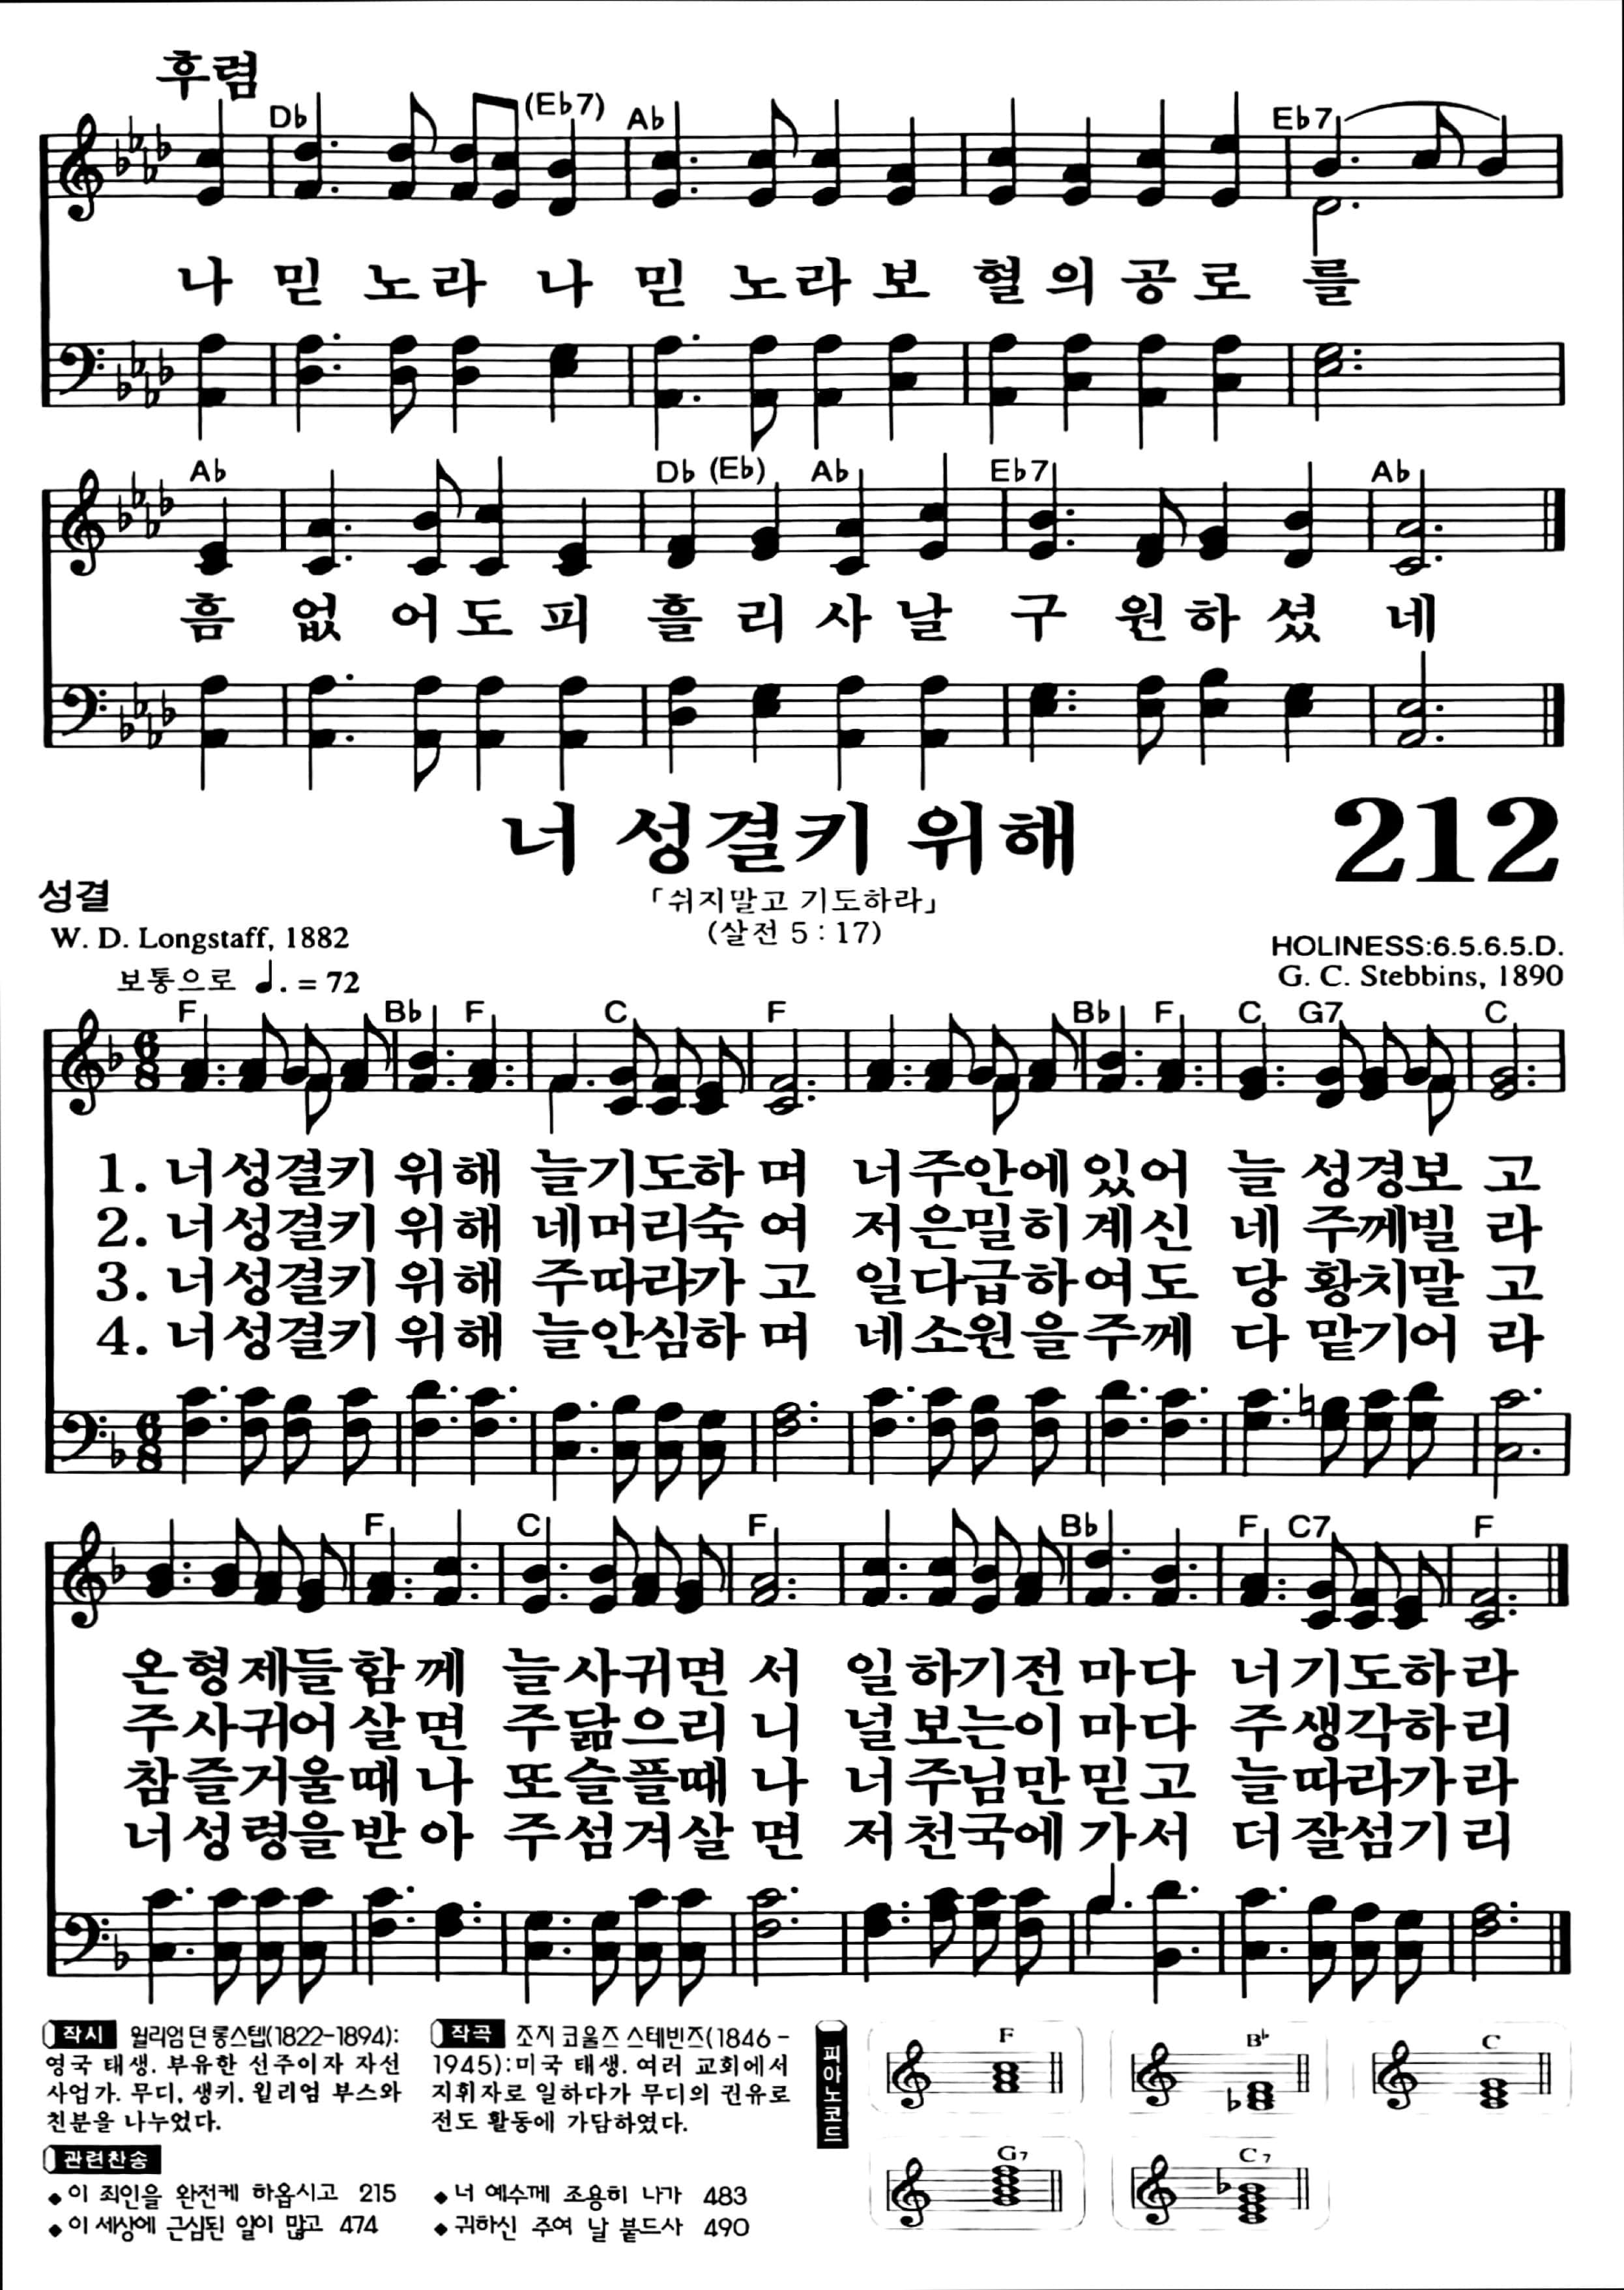 후렴
Db (Eb7) Ab Eb7
나 믿 노 라 나 믿 노 라 보 혈 의 공 로 를
Ab Db (Eb) Ab Eb7 Ab
흠 없 어 도 피 흘 리 사 날 구 원 하 셨 네
너 성결키 위해 212
성결
「쉬지말고 기도하라」
W. D. Longstaff, 1882
(살전 5 : 17)
HOLINESS:6.5.6.5.D.
보통으로 ♩. = 72
G. C. Stebbins, 1890
F Bb F C F Bb F C G7 C
6 8
1. 너성결키 위해 늘기도하 며 너주안에 있어 늘 성경보 고
2. 너성결키 위해 네머리숙 여 저은밀히 계신 네 주께빌 라
3. 너성결키 위해 주따라가 고 일다급하 여도 당 황치말 고
4. 너성결키 위해 늘안심하 며 네소원을 주께 다 맡기어 라
6 8
F C F Bb F C7 F
온형제들 함께 늘사귀면 서 일하기전 마다 너기도하라
주사귀어 살면 주닮으리 니 널보는이 마다 주생각하리
참즐거울 때나 또슬플때 나 너주님만 믿고 늘따라가라
너성령을 받아 주섬겨살 면 저천국에 가서 더잘섬기리
작시 윌리엄 던 롱스텝(1822-1894):
영국 태생. 부유한 선주이자 자선
사업가. 무디, 생키, 윌리엄 부스와
친분을 나누었다.
작곡 조지 코울즈 스테빈즈(1846-
1945):미국 태생. 여러 교회에서
지휘자로 일하다가 무디의 권유로
전도 활동에 가담하였다.
피아노코드
F Bb C
G7 C7
관련찬송
◆이 죄인을 완전케 하옵시고 215
◆이 세상에 근심된 일이 많고 474
◆너 예수께 조용히 나가 483
◆귀하신 주여 날 붙드사 490